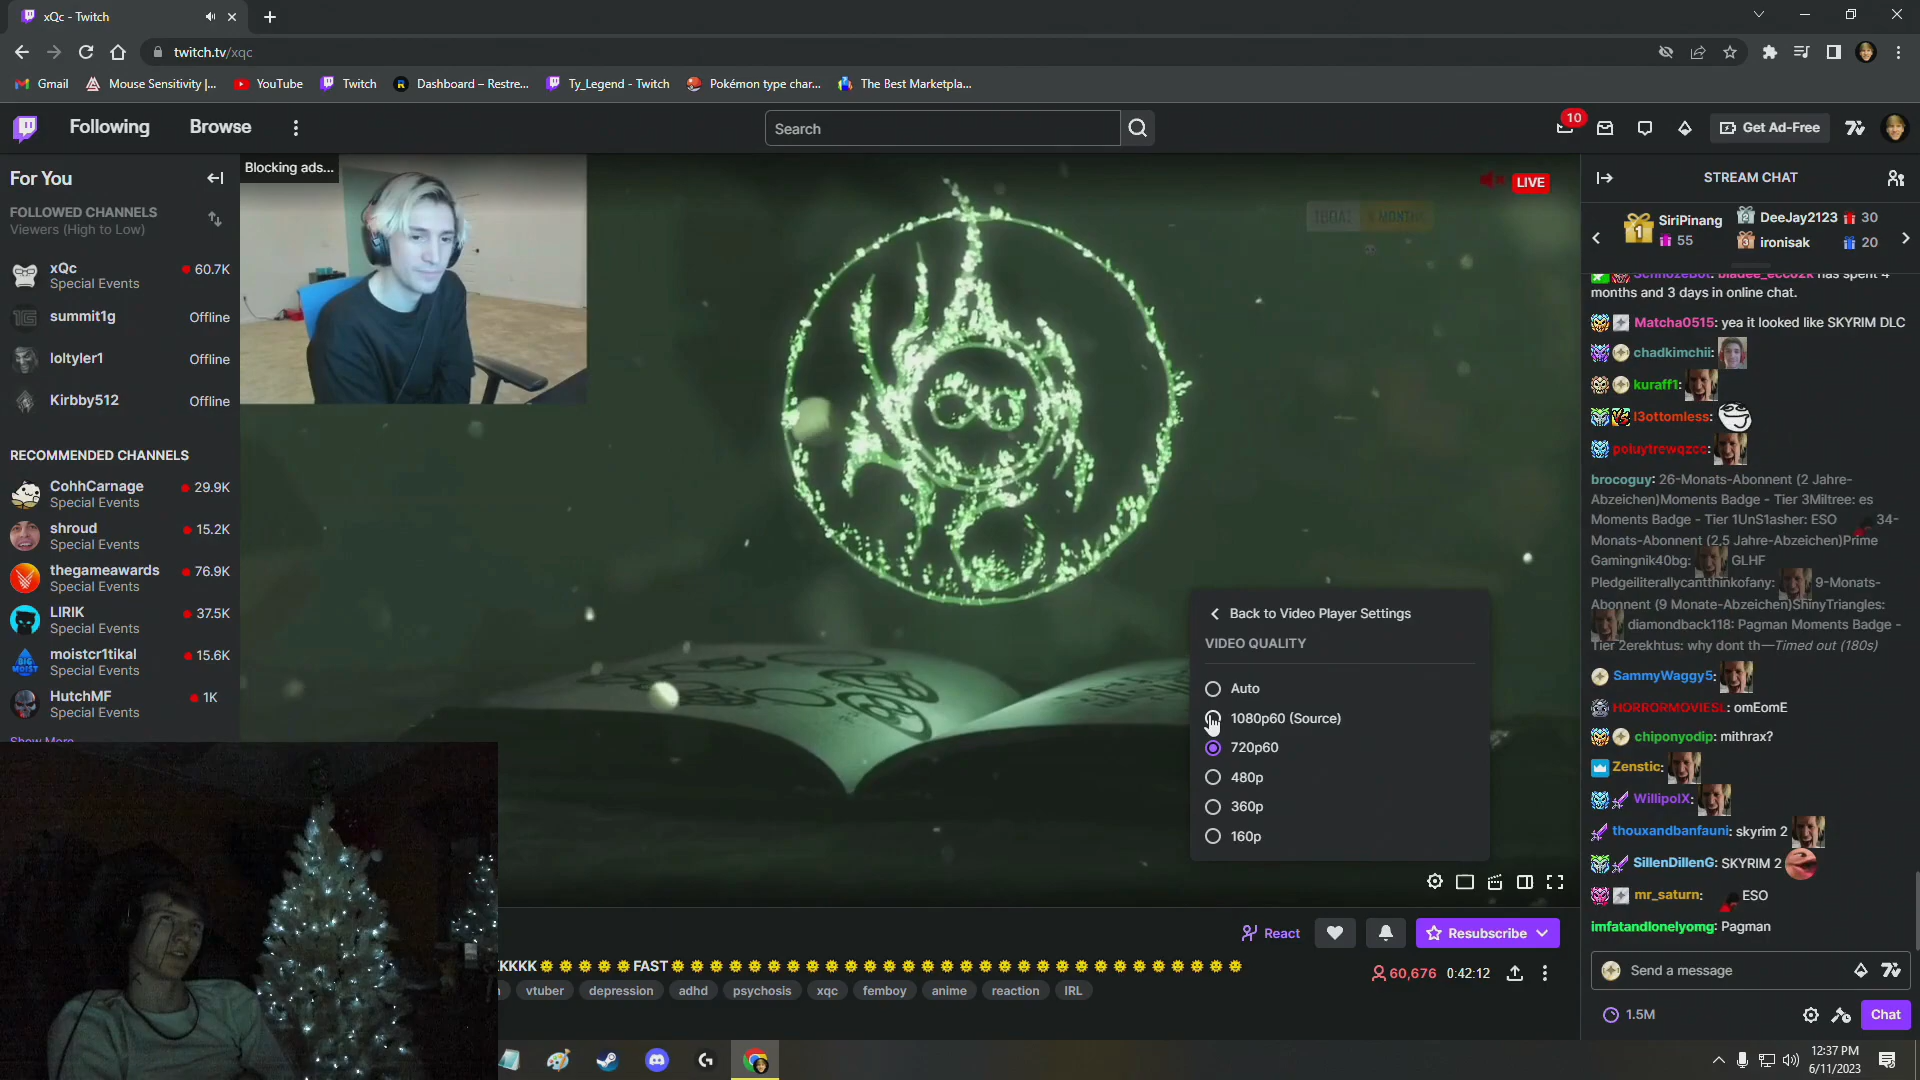 xQc - Twitch
twitch.tv/xqc
Gmail
Mouse Sensitivity |...
YouTube
Twitch
Dashboard – Restre...
Ty_Legend - Twitch
Pokémon type char...
The Best Marketpla...
Following
Browse
Search
10
Get Ad-Free
For You
FOLLOWED CHANNELS
Viewers (High to Low)
xQc
60.7K
Special Events
summit1g
Offline
loltyler1
Offline
Kirbby512
Offline
RECOMMENDED CHANNELS
CohhCarnage
29.9K
Special Events
shroud
15.2K
Special Events
thegameawards
76.9K
Special Events
LIRIK
37.5K
Special Events
moistcr1tikal
15.6K
Special Events
HutchMF
1K
Special Events
Show More
Blocking ads...
LIVE
Back to Video Player Settings
VIDEO QUALITY
Auto
1080p60 (Source)
720p60
480p
360p
160p
React
Resubscribe
KKKK
FAST
60,676
0:42:12
vtuber
depression
adhd
psychosis
xqc
femboy
anime
reaction
IRL
STREAM CHAT
1
SiriPinang
55
2
DeeJay2123
30
3
ironisak
20
has spent 4
months and 3 days in online chat.
Matcha0515: yea it looked like SKYRIM DLC
chadkimchii:
kuraff1:
l3ottomless:
poiuytrewqzcc:
brocoguy: 26-Monats-Abonnent (2 Jahre-
Abzeichen)Moments Badge - Tier 3Miltree: es
Moments Badge - Tier 1UnS1asher: ESO 34-
Monats-Abonnent (2,5 Jahre-Abzeichen)Prime
Gamingnik40bg: GLHF
Pledgeiliterallycantthinkofany: 9-Monats-
Abonnent (9 Monate-Abzeichen)ShinyTriangles:
diamondback118: Pagman Moments Badge -
Tier 2erekhtus: why dont th—Timed out (180s)
SammyWaggy5:
HORRORMOVIESL: omEomE
chiponyodip: mithrax?
Zenstic:
WillipolX:
thouxandbanfauni: skyrim 2
SillenDillenG: SKYRIM 2
mr_saturn: ESO
imfatandlonelyomg: Pagman
Send a message
1.5M
Chat
12:37 PM
6/11/2023